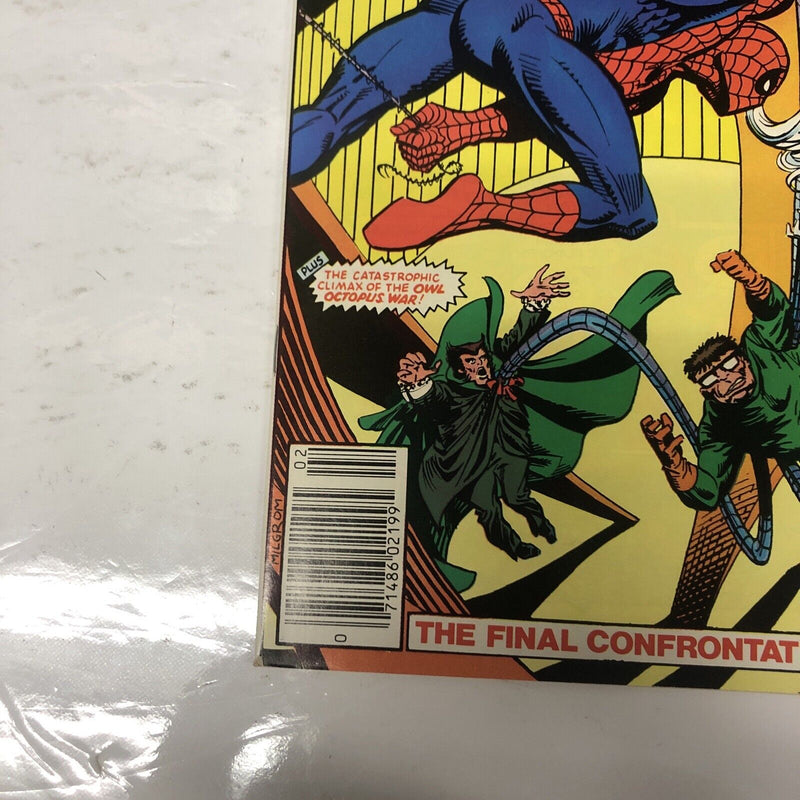 PLUS
THE CATASTROPHIC
CLIMAX OF THE OWL
OCTOPUS WAR!
02
71486 02199
0
MILGROM
THE FINAL CONFRONTAT